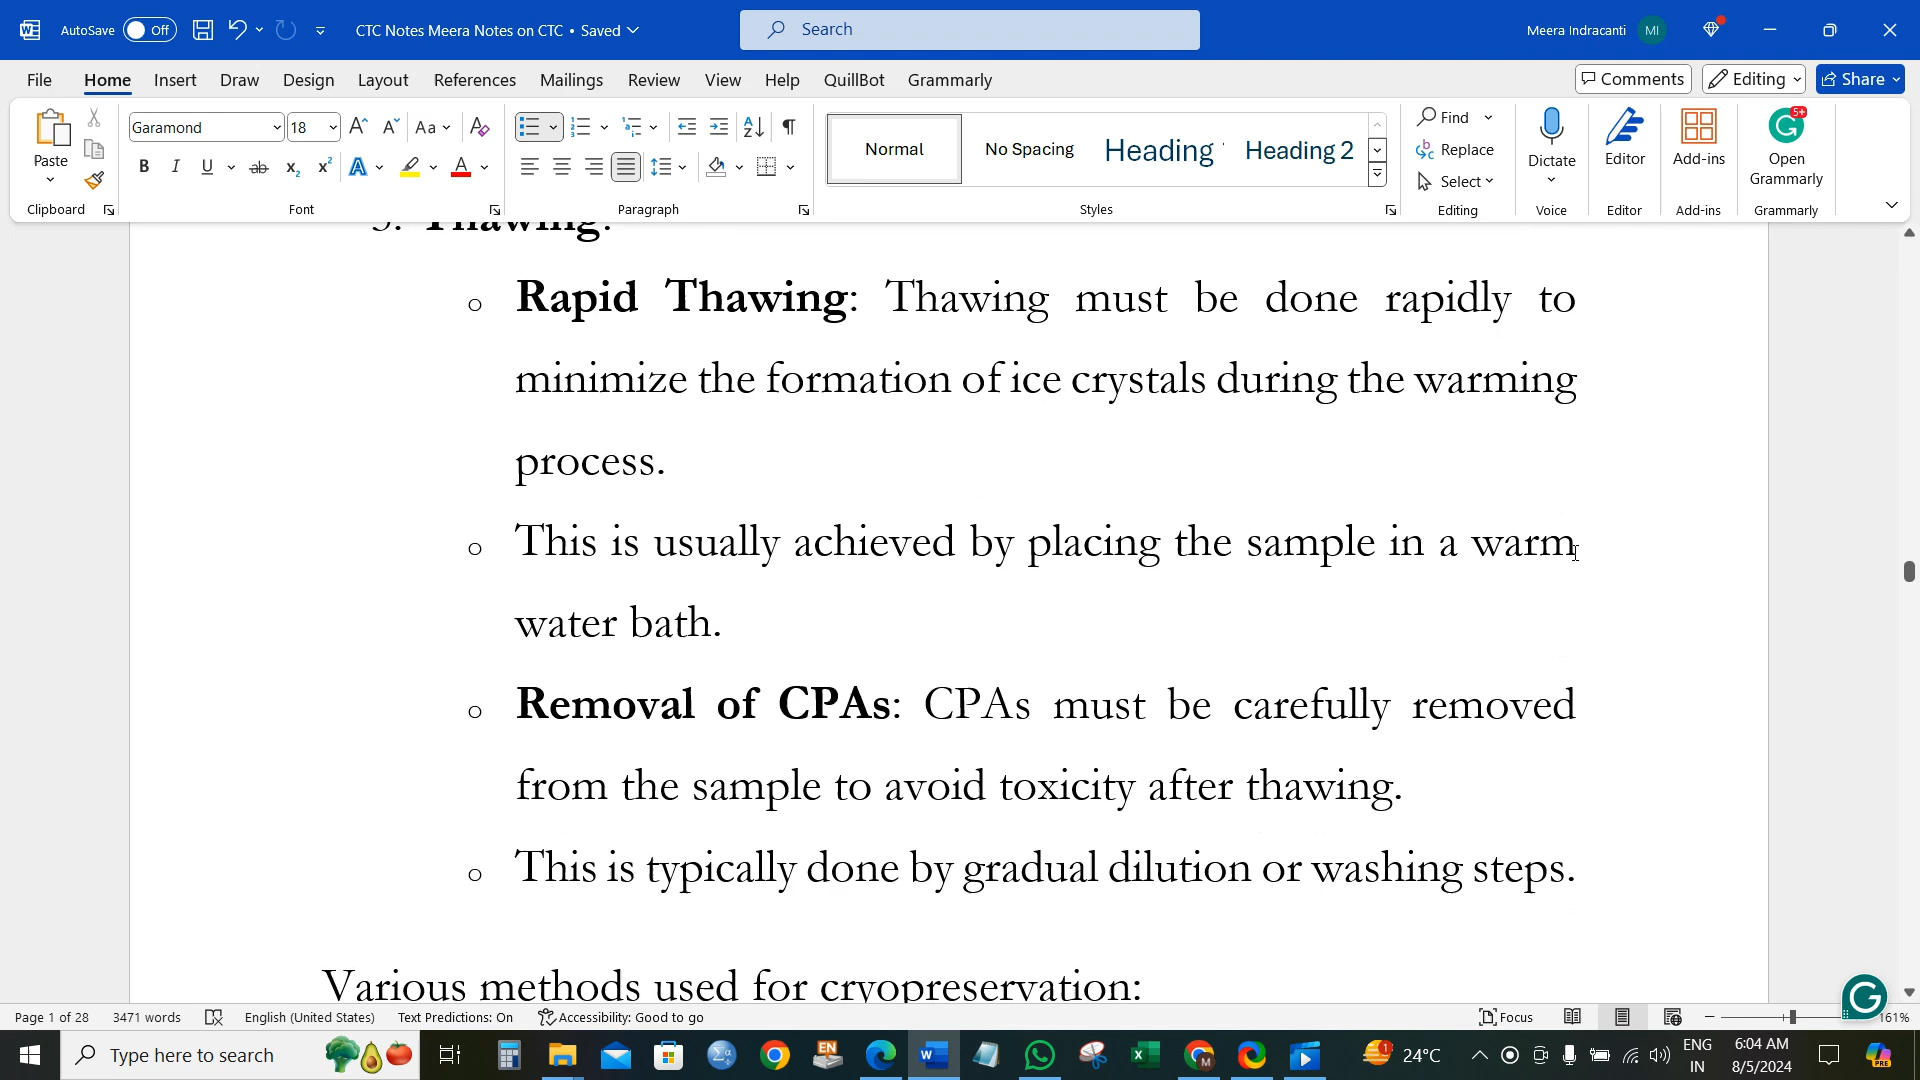 AutoSave Off CTC Notes Meera Notes on CTC • Saved Search Meera Indracanti MI
File Home Insert Draw Design Layout References Mailings Review View Help QuillBot Grammarly Comments Editing Share
Garamond 18 Aa Normal No Spacing Heading Heading 2 Find
Paste Replace Dictate Editor Add-ins Open Grammarly
B I U ab x₂ x² A A Select
Clipboard Font Paragraph Styles Editing Voice Editor Add-ins Grammarly
Thawing:
o Rapid Thawing: Thawing must be done rapidly to
minimize the formation of ice crystals during the warming
process.
o This is usually achieved by placing the sample in a warm
water bath.
o Removal of CPAs: CPAs must be carefully removed
from the sample to avoid toxicity after thawing.
o This is typically done by gradual dilution or washing steps.
Various methods used for cryopreservation:
Page 1 of 28 3471 words English (United States) Text Predictions: On Accessibility: Good to go Focus 161%
Type here to search 24°C ENG IN 6:04 AM 8/5/2024